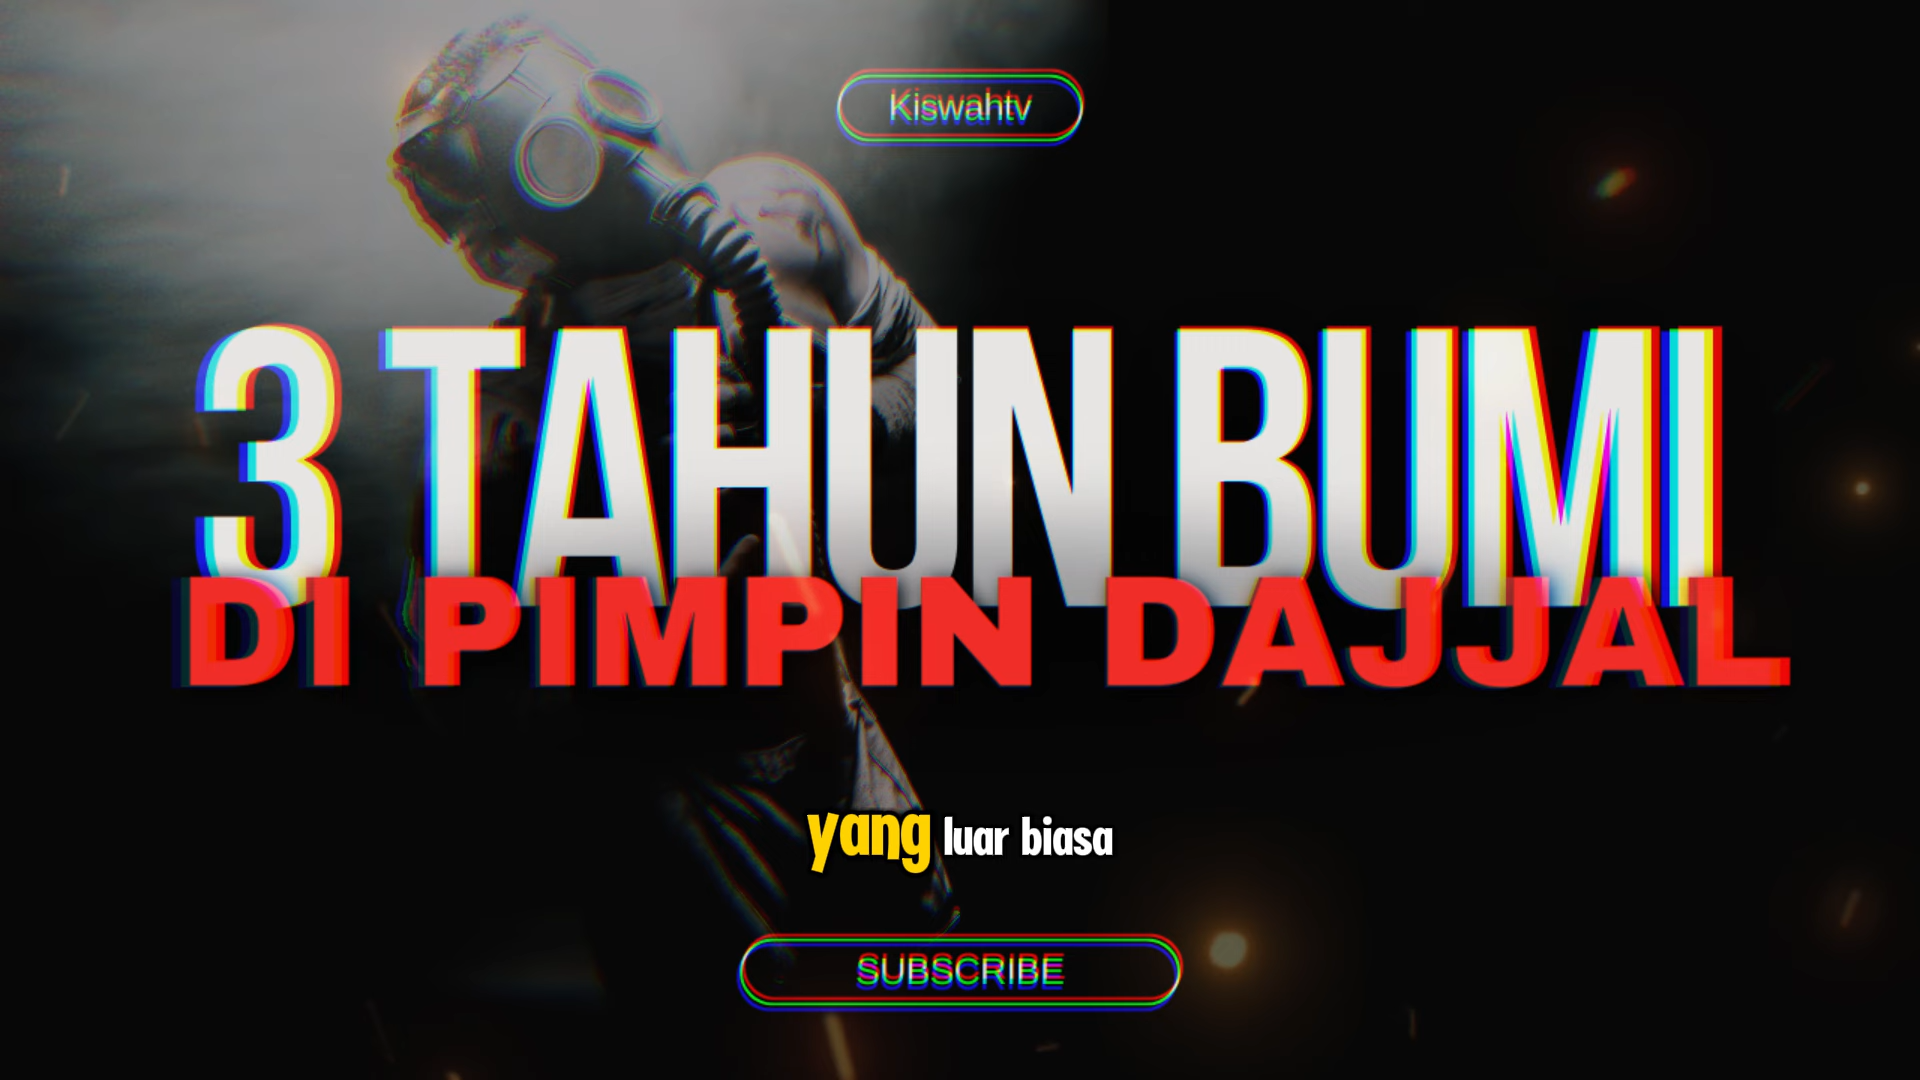 Kiswahtv
3 TAHUN BUMI
DI PIMPIN DAJJAL
yang luar biasa
SUBSCRIBE